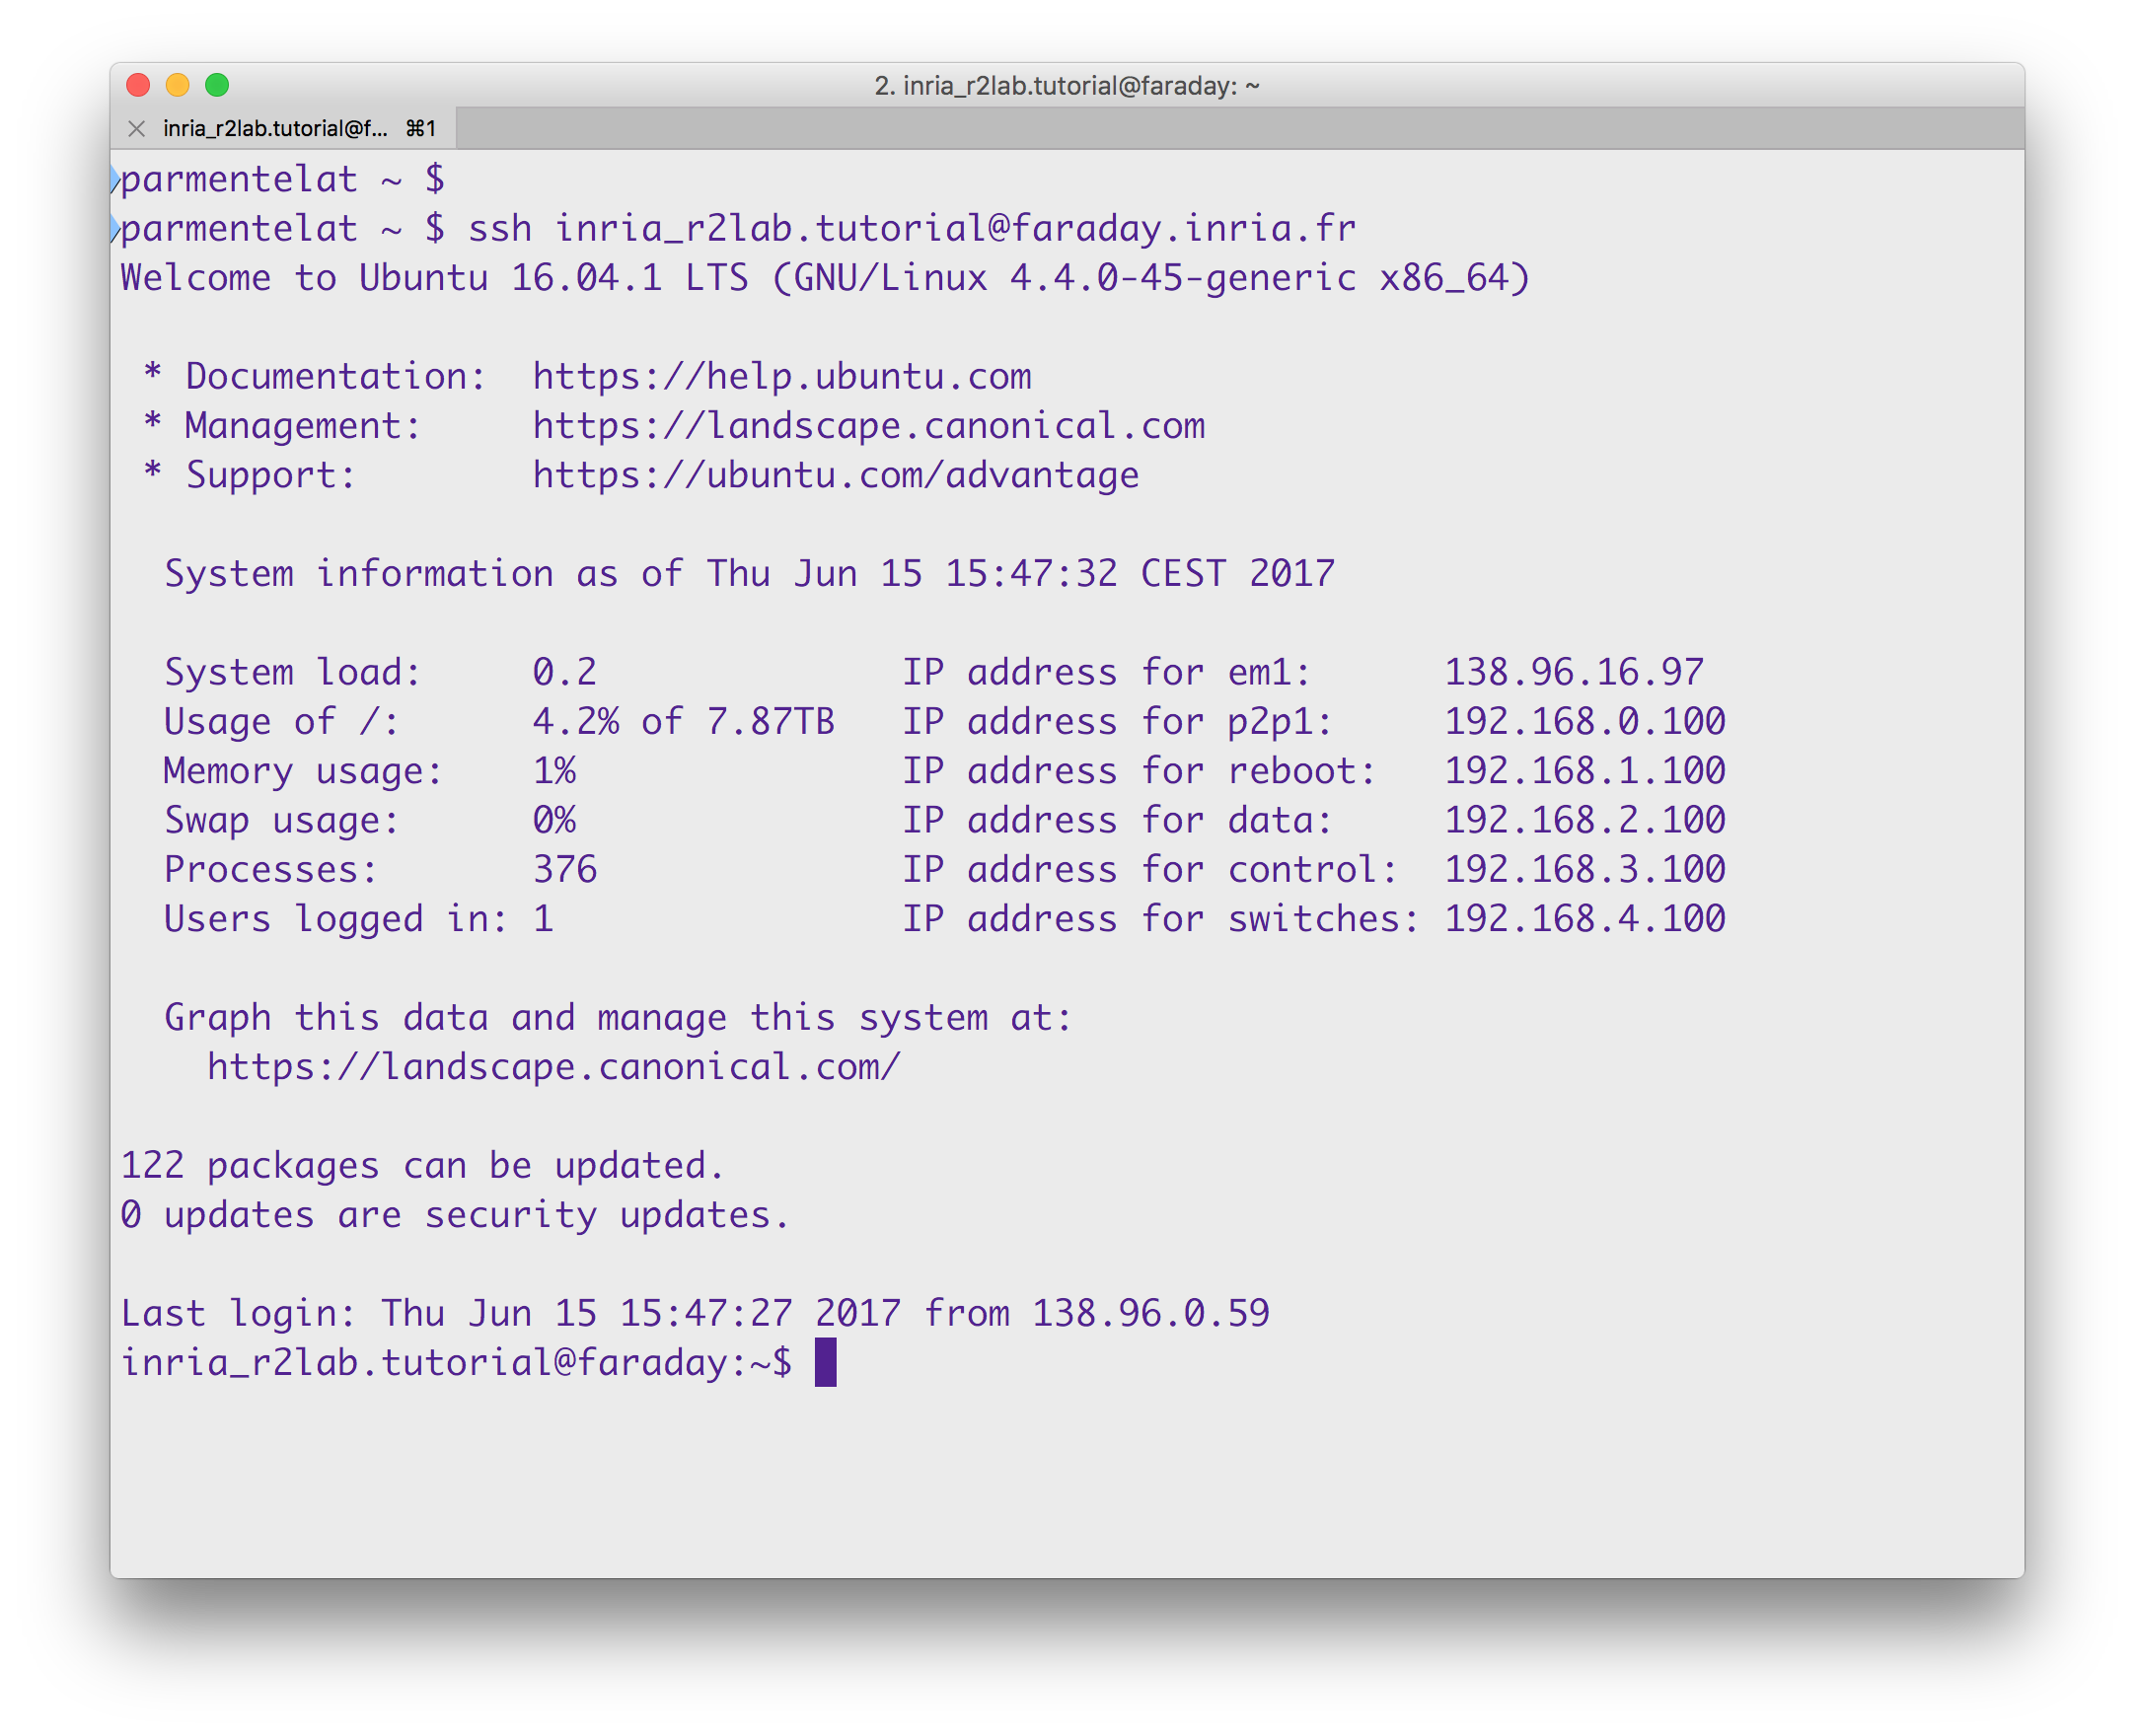 2. inria_r2lab.tutorial@faraday: ~
inria_r2lab.tutorial@f... ⌘1
parmentelat ~ $
parmentelat ~ $ ssh inria_r2lab.tutorial@faraday.inria.fr
Welcome to Ubuntu 16.04.1 LTS (GNU/Linux 4.4.0-45-generic x86_64)
* Documentation:  https://help.ubuntu.com
* Management:     https://landscape.canonical.com
* Support:        https://ubuntu.com/advantage
System information as of Thu Jun 15 15:47:32 CEST 2017
System load:     0.2              IP address for em1:      138.96.16.97
Usage of /:      4.2% of 7.87TB   IP address for p2p1:     192.168.0.100
Memory usage:    1%               IP address for reboot:   192.168.1.100
Swap usage:      0%               IP address for data:     192.168.2.100
Processes:       376              IP address for control:  192.168.3.100
Users logged in: 1                IP address for switches: 192.168.4.100
Graph this data and manage this system at:
https://landscape.canonical.com/
122 packages can be updated.
0 updates are security updates.
Last login: Thu Jun 15 15:47:27 2017 from 138.96.0.59
inria_r2lab.tutorial@faraday:~$